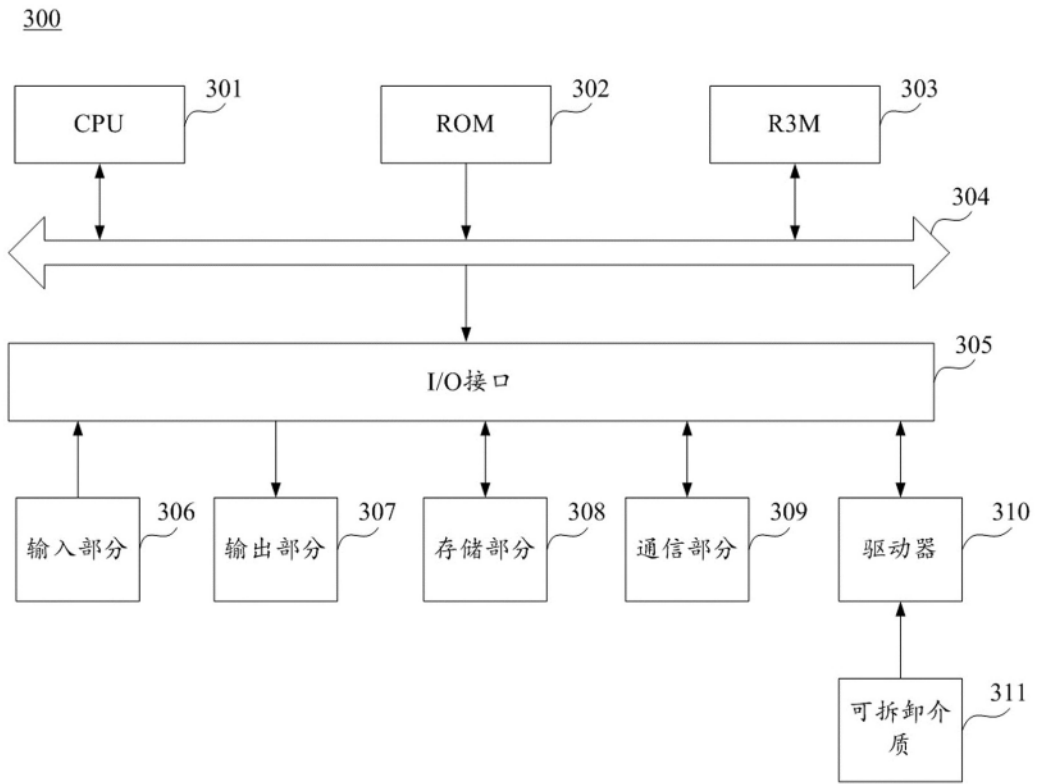 300
301
302
303
CPU
ROM
R3M
304
305
I/O接口
306
307
308
309
310
输入部分
输出部分
存储部分
通信部分
驱动器
311
可拆卸介
质